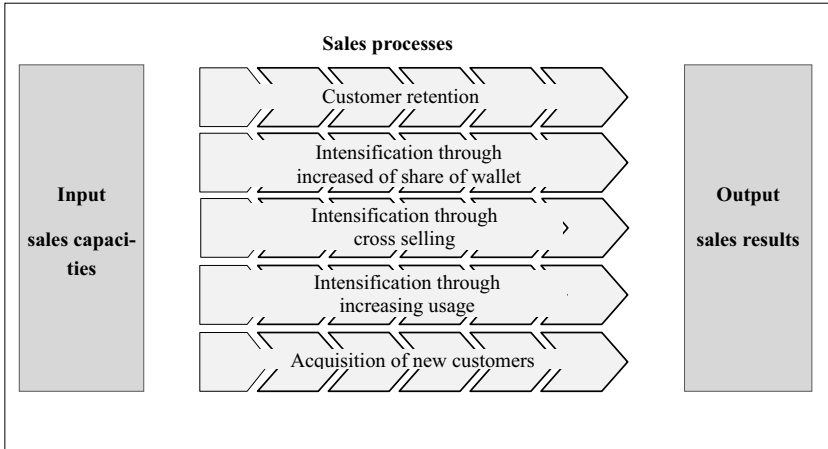 Sales processes
Customer retention
Intensification through
increased of share of wallet
Input
sales capaci-
ties
Intensification through
cross selling
Output
sales results
Intensification through
increasing usage
Acquisition of new customers